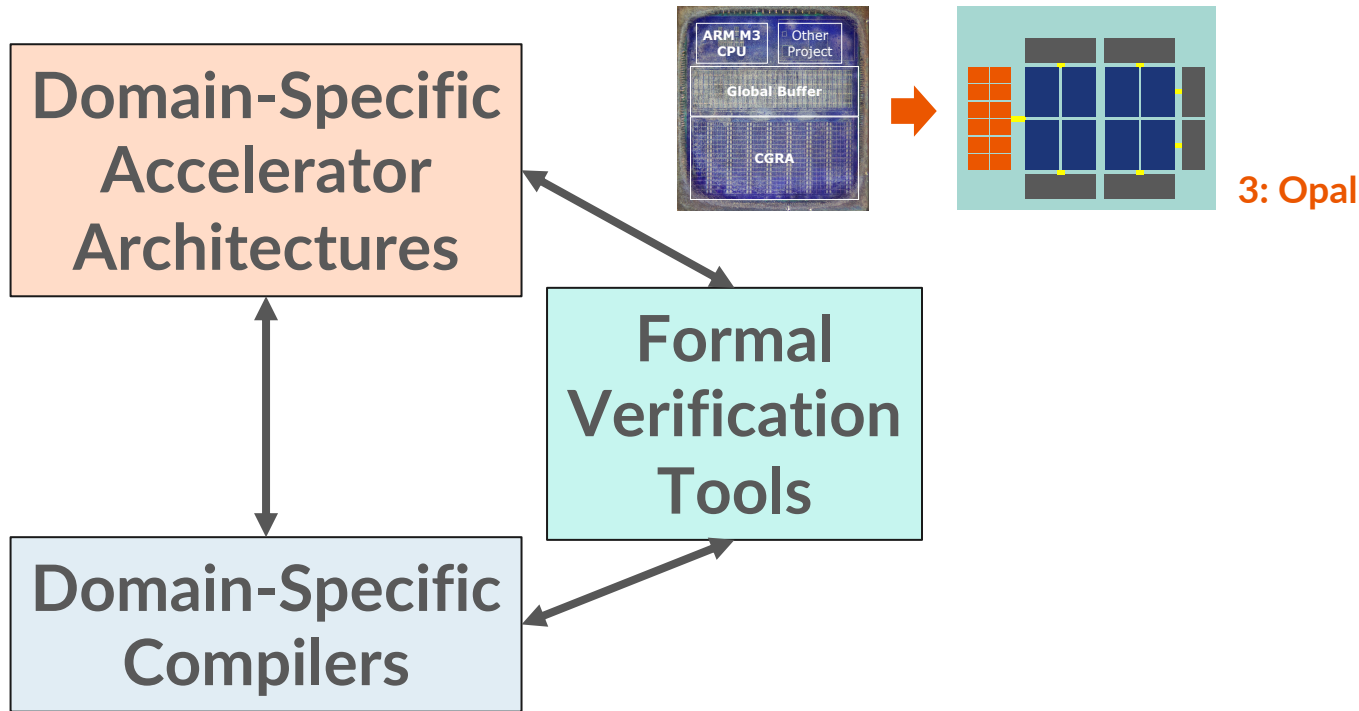 Domain-Specific
Accelerator
Architectures
ARM M3
CPU
Other
Project
Global Buffer
CGRA
3: Opal
Formal
Verification
Tools
Domain-Specific
Compilers